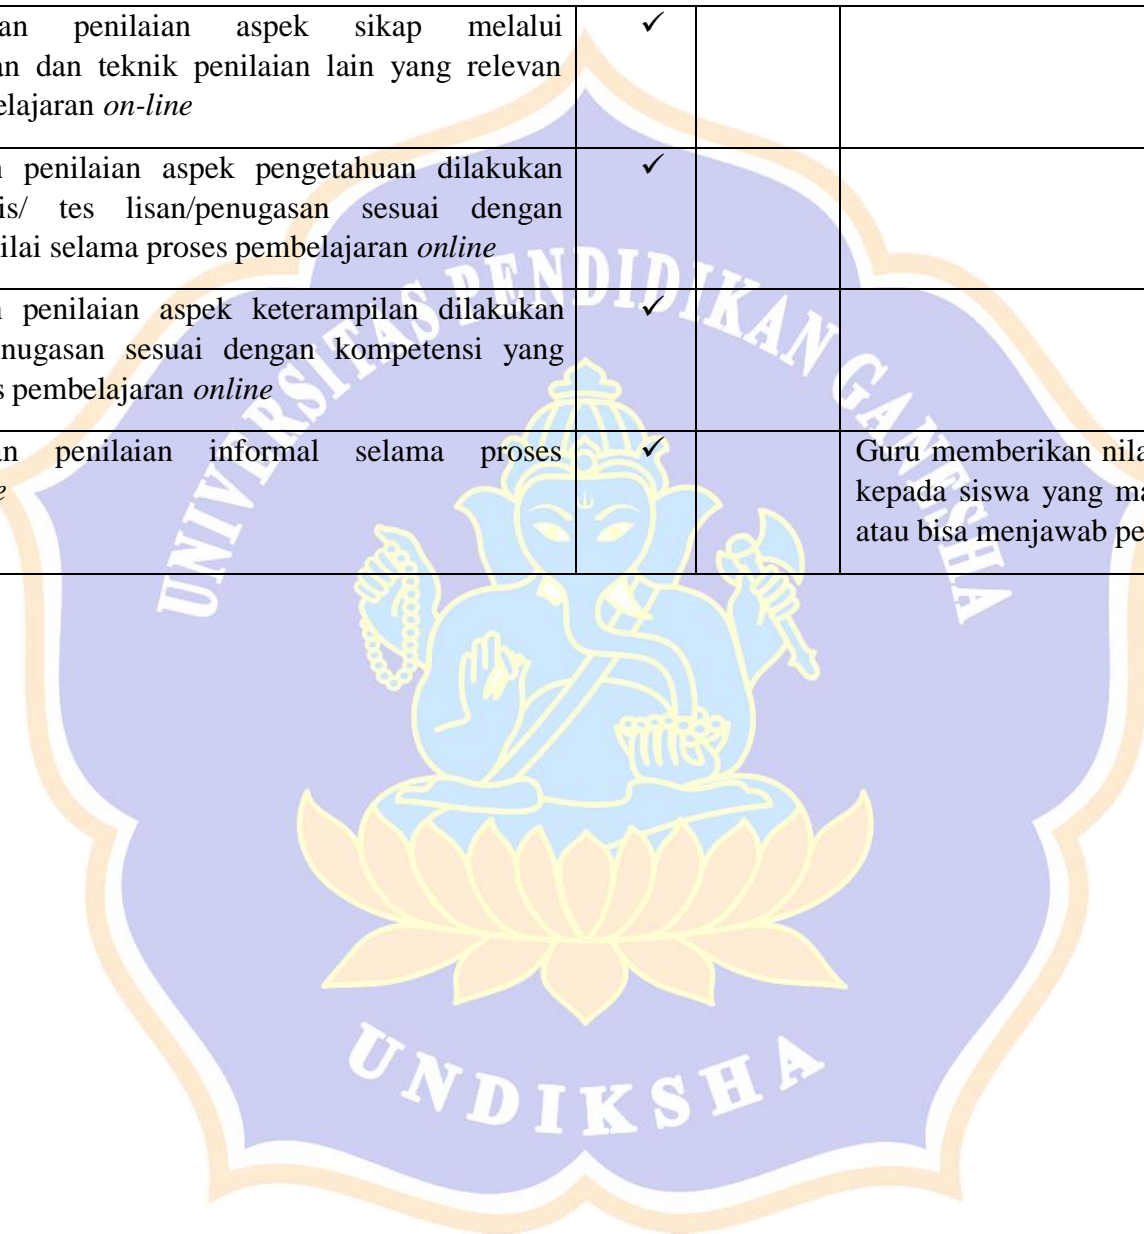 an penilaian aspek sikap melalui ✓
an dan teknik penilaian lain yang relevan
elajaran on-line
penilaian aspek pengetahuan dilakukan ✓
is/ tes lisan/penugasan sesuai dengan
ilai selama proses pembelajaran online
penilaian aspek keterampilan dilakukan ✓
nugasan sesuai dengan kompetensi yang
s pembelajaran online
an penilaian informal selama proses ✓
e
Guru memberikan nila
kepada siswa yang ma
atau bisa menjawab pe
UNIVERSITAS PENDIDIKAN GANESHA
UNDIKSHA